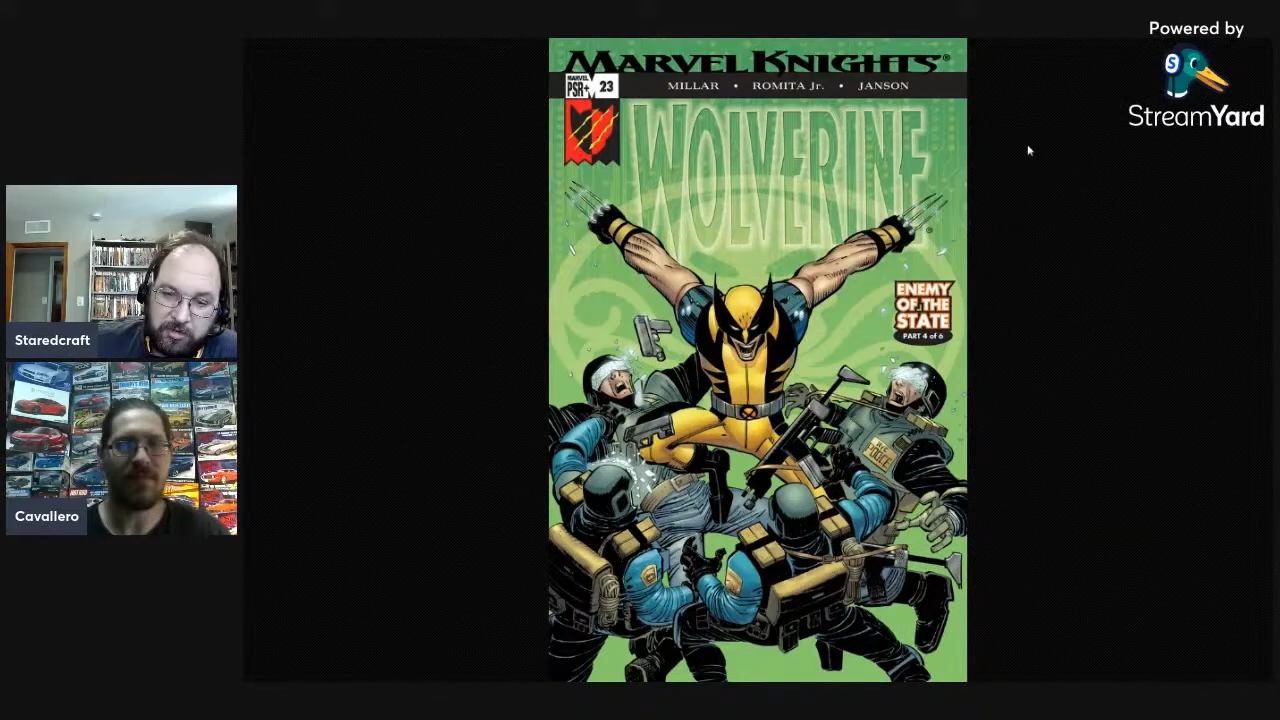 Powered by
StreamYard
MARVEL KNIGHTS®
MARVEL
PSR+
23
MILLAR • ROMITA Jr. • JANSON
WOLVERINE
ENEMY
OF THE
STATE
PART 4 of 6
POLICE
Staredcraft
Cavallero